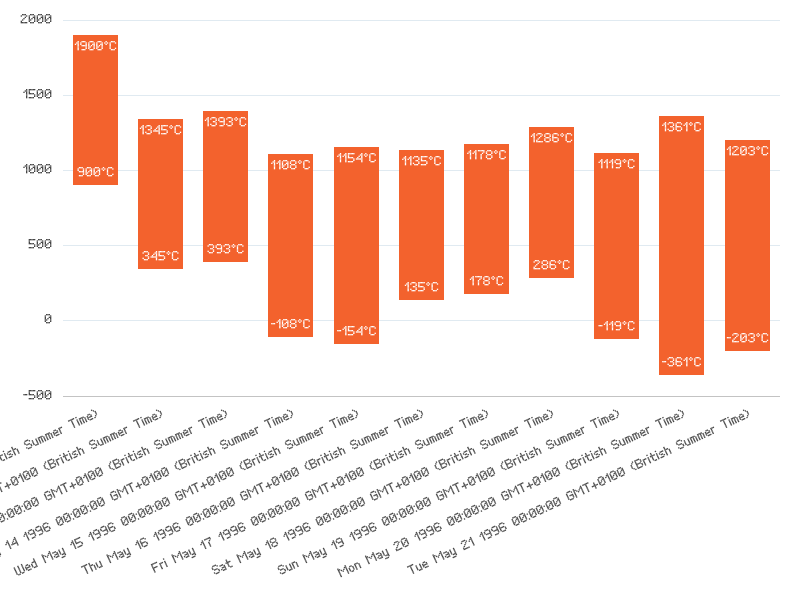 2000
1500
1000
500
0
-500
1900°C
900°C
1345°C
345°C
1393°C
393°C
1108°C
-108°C
1154°C
-154°C
1135°C
135°C
1178°C
178°C
1286°C
286°C
1119°C
-119°C
1361°C
-361°C
1203°C
-203°C
Summer Time)
(British Summer Time)
GMT+0100 (British Summer Time)
14 1996 00:00:00 GMT+0100 (British Summer Time)
Wed May 15 1996 00:00:00 GMT+0100 (British Summer Time)
Thu May 16 1996 00:00:00 GMT+0100 (British Summer Time)
Fri May 17 1996 00:00:00 GMT+0100 (British Summer Time)
Sat May 18 1996 00:00:00 GMT+0100 (British Summer Time)
Sun May 19 1996 00:00:00 GMT+0100 (British Summer Time)
Mon May 20 1996 00:00:00 GMT+0100 (British Summer Time)
Tue May 21 1996 00:00:00 GMT+0100 (British Summer Time)